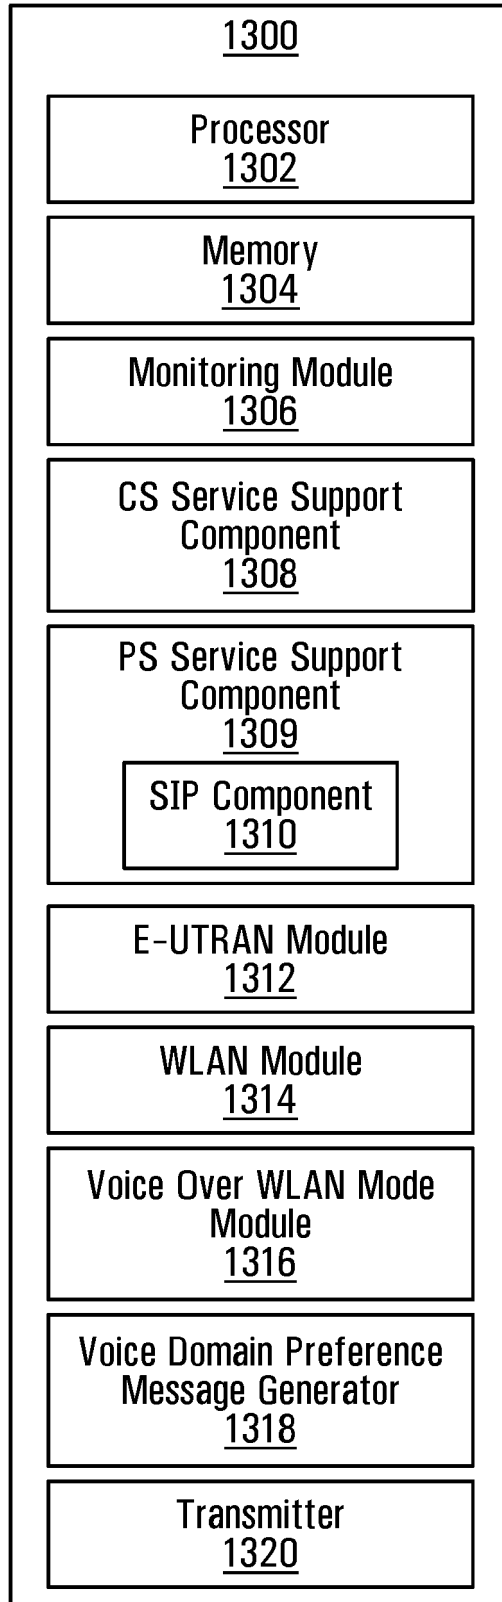 1300
Processor
1302
Memory
1304
Monitoring Module
1306
CS Service Support
Component
1308
PS Service Support
Component
1309
SIP Component
1310
E-UTRAN Module
1312
WLAN Module
1314
Voice Over WLAN Mode
Module
1316
Voice Domain Preference
Message Generator
1318
Transmitter
1320